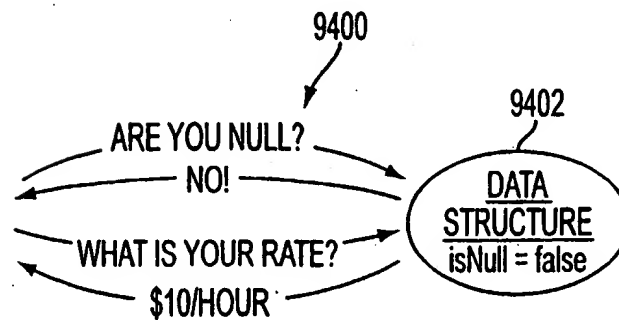 9400
9402
ARE YOU NULL?
NO!
WHAT IS YOUR RATE?
$10/HOUR
DATA
STRUCTURE
isNull = false